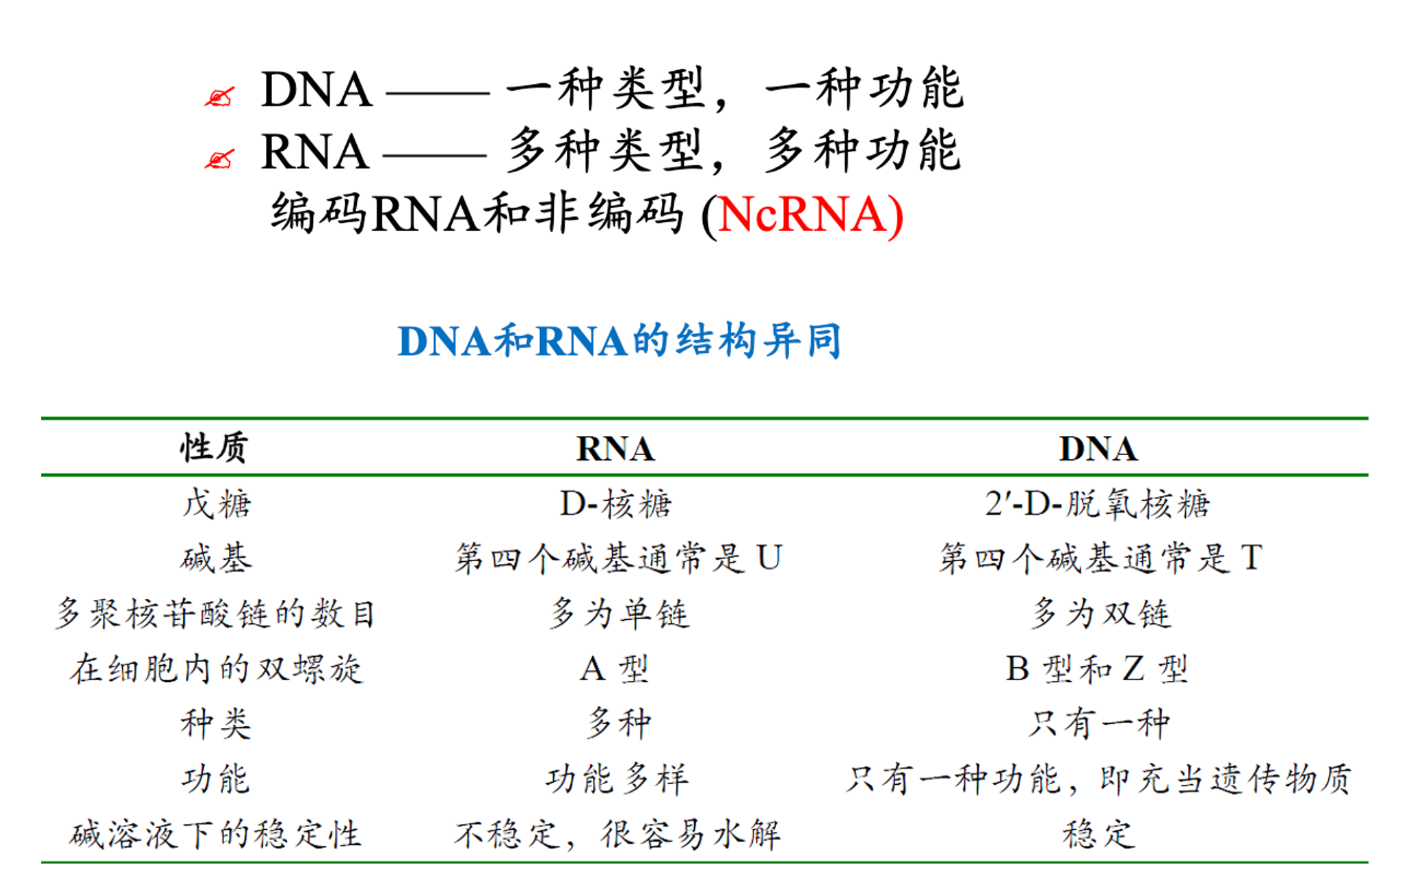 DNA —— 一种类型，一种功能
RNA —— 多种类型，多种功能
编码RNA和非编码 (NcRNA)
DNA和RNA的结构异同
性质 RNA DNA
戊糖 D-核糖 2′-D-脱氧核糖
碱基 第四个碱基通常是 U 第四个碱基通常是 T
多聚核苷酸链的数目 多为单链 多为双链
在细胞内的双螺旋 A 型 B 型和 Z 型
种类 多种 只有一种
功能 功能多样 只有一种功能，即充当遗传物质
碱溶液下的稳定性 不稳定，很容易水解 稳定